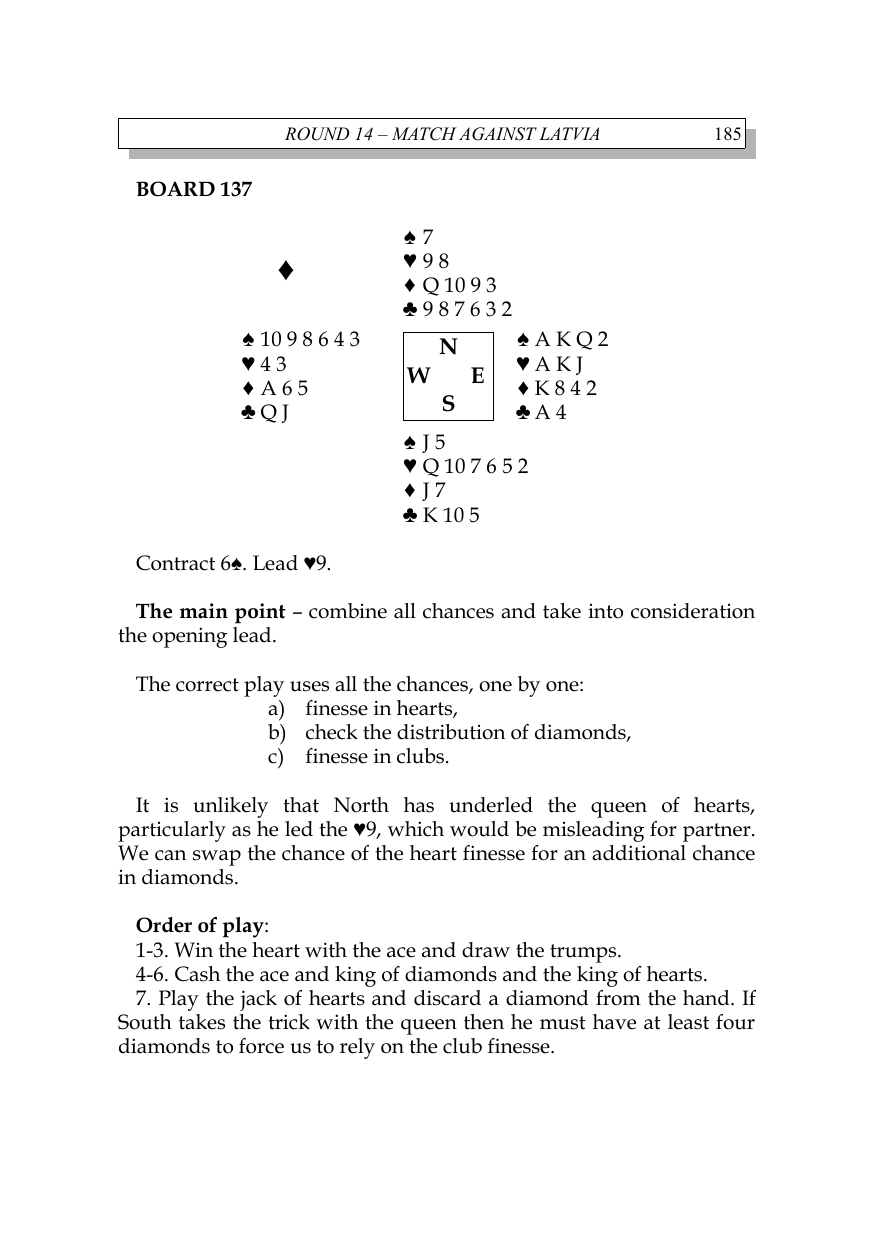 ROUND 14 – MATCH AGAINST LATVIA 185
BOARD 137
♦
♠ 7
♥ 9 8
♦ Q 10 9 3
♣ 9 8 7 6 3 2
♠ 10 9 8 6 4 3
♥ 4 3
♦ A 6 5
♣ Q J
N
W E
S
♠ A K Q 2
♥ A K J
♦ K 8 4 2
♣ A 4
♠ J 5
♥ Q 10 7 6 5 2
♦ J 7
♣ K 10 5
Contract 6♠. Lead ♥9.
The main point – combine all chances and take into consideration
the opening lead.
The correct play uses all the chances, one by one:
a) finesse in hearts,
b) check the distribution of diamonds,
c) finesse in clubs.
It is unlikely that North has underled the queen of hearts,
particularly as he led the ♥9, which would be misleading for partner.
We can swap the chance of the heart finesse for an additional chance
in diamonds.
Order of play:
1-3. Win the heart with the ace and draw the trumps.
4-6. Cash the ace and king of diamonds and the king of hearts.
7. Play the jack of hearts and discard a diamond from the hand. If
South takes the trick with the queen then he must have at least four
diamonds to force us to rely on the club finesse.